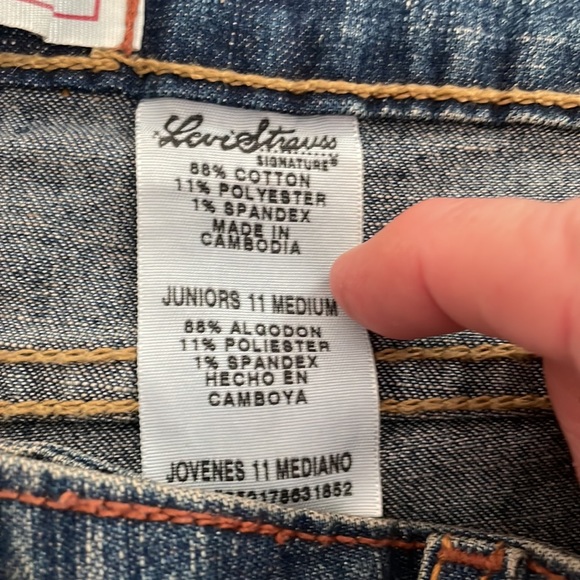 Levi Strauss
SIGNATURE®
88% COTTON
11% POLYESTER
1% SPANDEX
MADE IN
CAMBODIA
JUNIORS 11 MEDIUM
88% ALGODON
11% POLIESTER
1% SPANDEX
HECHO EN
CAMBOYA
JOVENES 11 MEDIANO